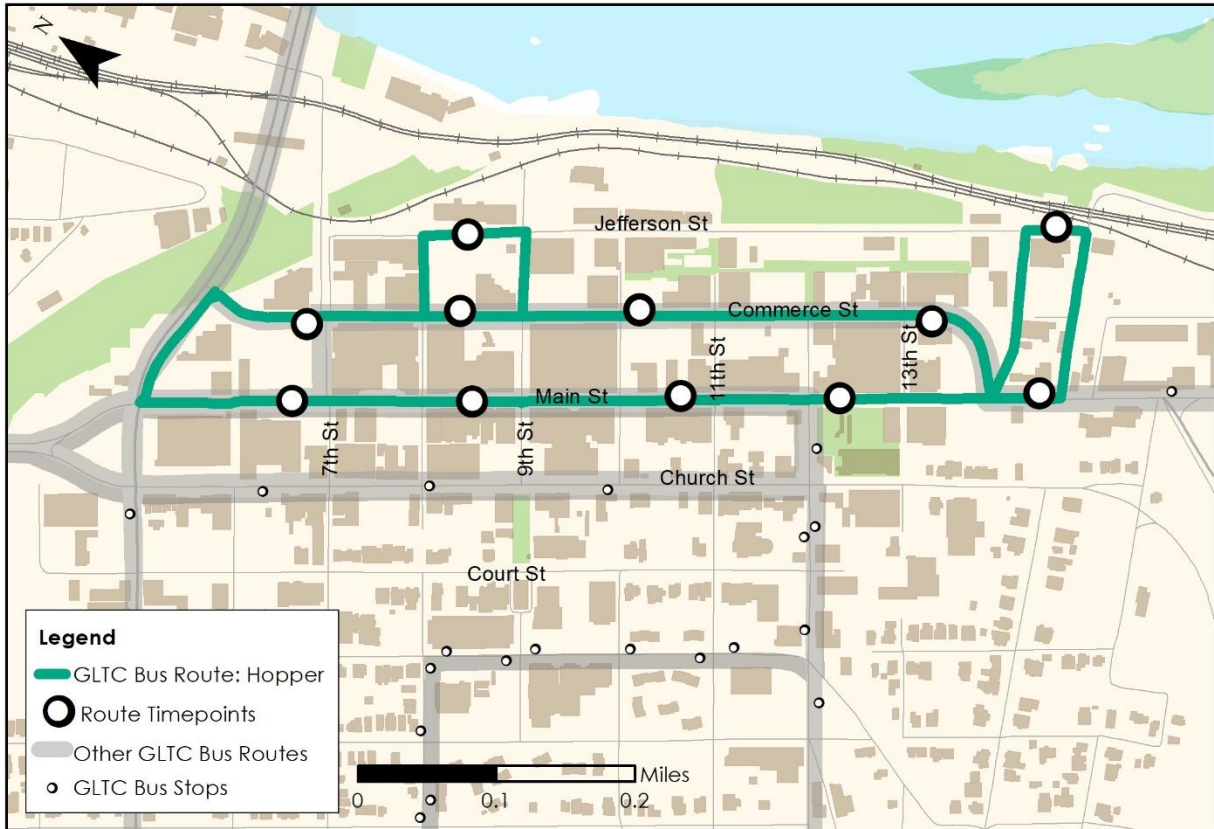 N
Jefferson St
Commerce St
13th St
11th St
Main St
7th St
9th St
Church St
Court St
Legend
GLTC Bus Route: Hopper
Route Timepoints
Other GLTC Bus Routes
GLTC Bus Stops
Miles
0 0.1 0.2